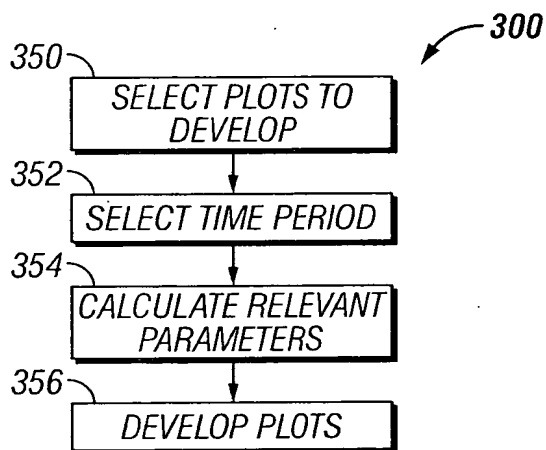 300
350
SELECT PLOTS TO
DEVELOP
352
SELECT TIME PERIOD
354
CALCULATE RELEVANT
PARAMETERS
356
DEVELOP PLOTS